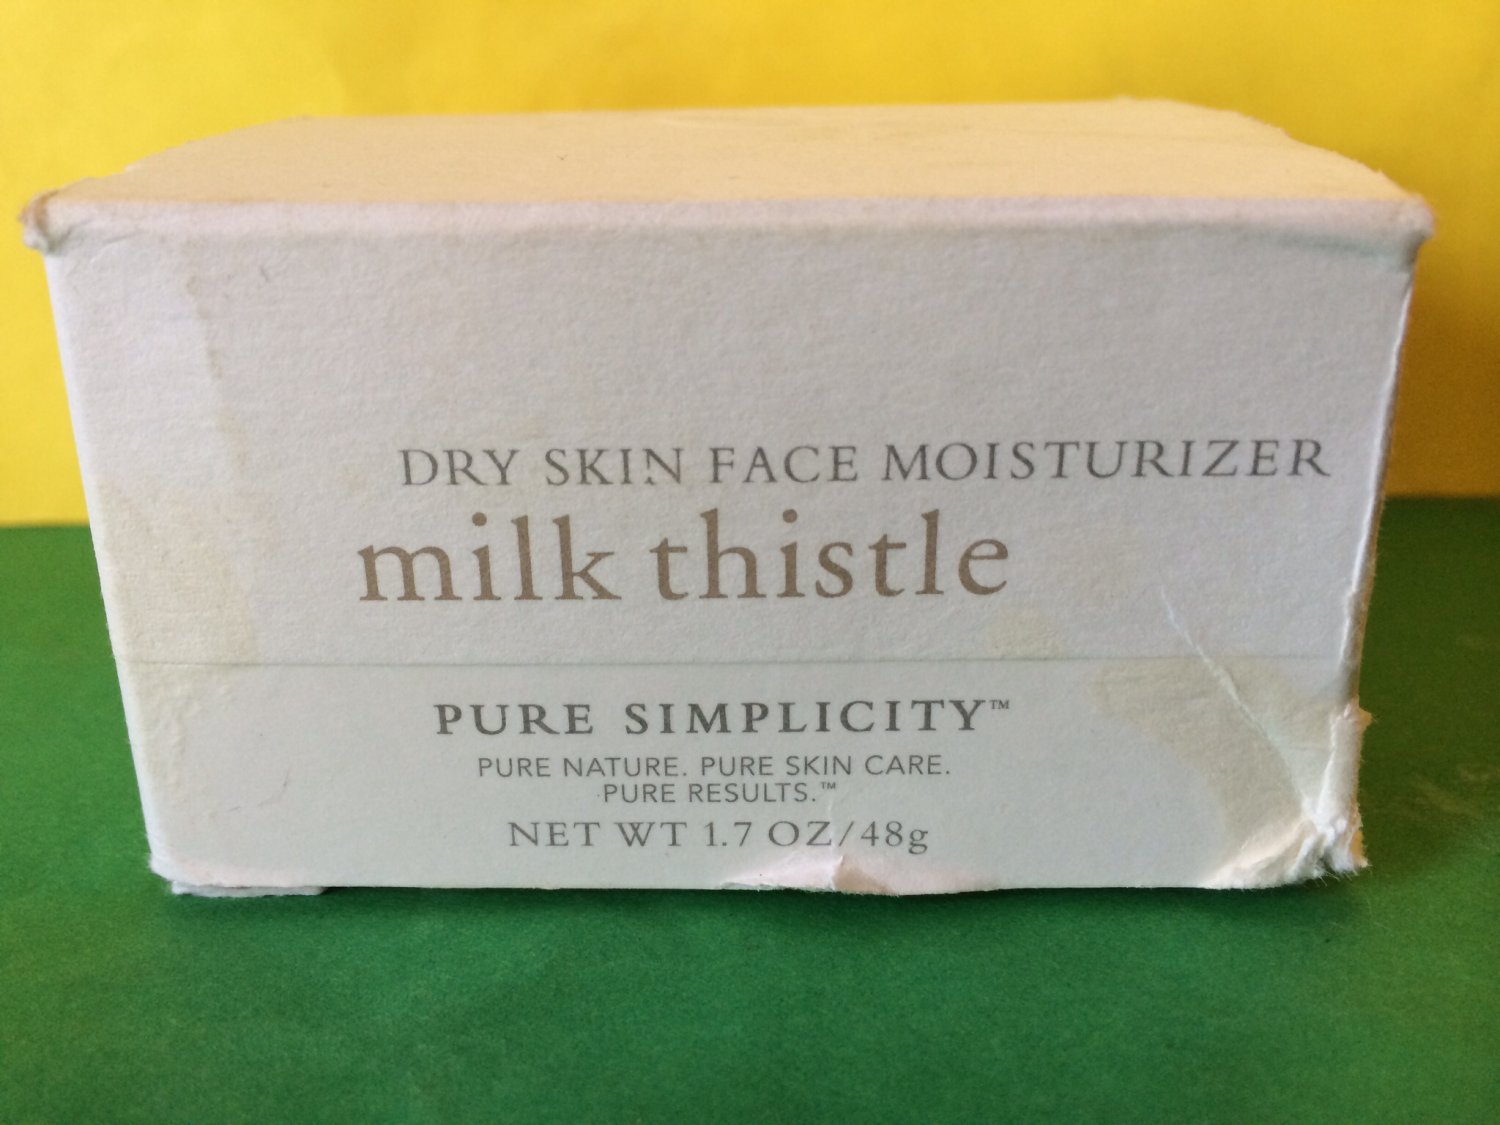 DRY SKIN FACE MOISTURIZER
milk thistle
PURE SIMPLICITY™
PURE NATURE. PURE SKIN CARE.
PURE RESULTS.™
NET WT 1.7 OZ/48g